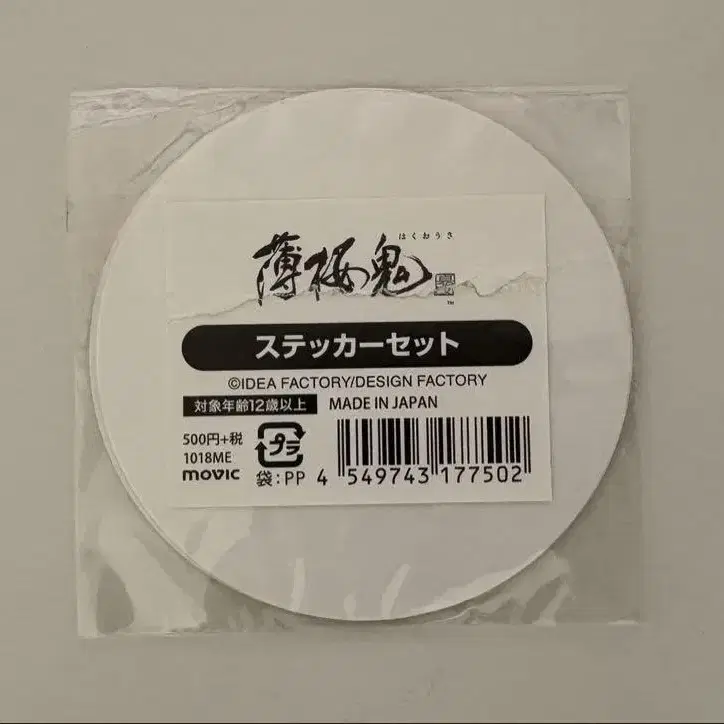 はくおうき
薄桜鬼
TM
ステッカーセット
©IDEA FACTORY/DESIGN FACTORY
対象年齢12歳以上 MADE IN JAPAN
500円+税
1018ME
movic
プラ
袋:PP
4 549743 177502